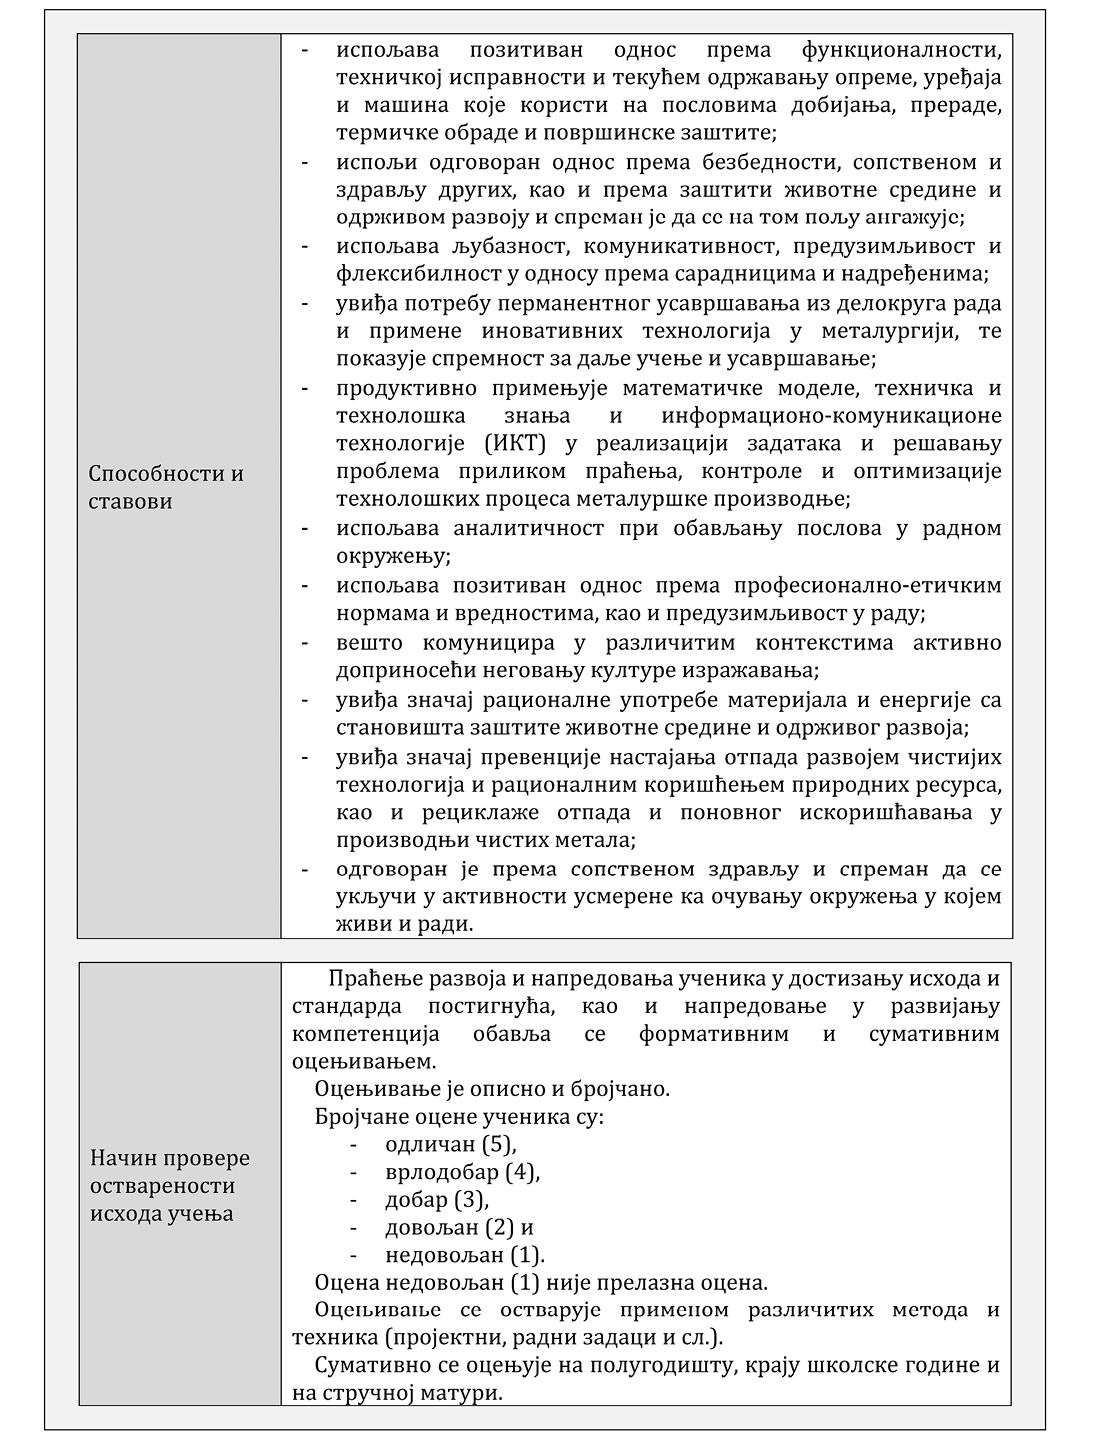 Способности и
ставови
- испољава позитиван однос према функционалности,
техничкој исправности и текућем одржавању опреме, уређаја
и машина које користи на пословима добијања, прераде,
термичке обраде и површинске заштите;
- испољи одговоран однос према безбедности, сопственом и
здрављу других, као и према заштити животне средине и
одрживом развоју и спреман је да се на том пољу ангажује;
- испољава љубазност, комуникативност, предузимљивост и
флексибилност у односу према сарадницима и надређенима;
- увиђа потребу перманентног усавршавања из делокруга рада
и примене иновативних технологија у металургији, те
показује спремност за даље учење и усавршавање;
- продуктивно примењује математичке моделе, техничка и
технолошка знања и информационо-комуникационе
технологије (ИКТ) у реализацији задатака и решавању
проблема приликом праћења, контроле и оптимизације
технолошких процеса металуршке производње;
- испољава аналитичност при обављању послова у радном
окружењу;
- испољава позитиван однос према професионално-етичким
нормама и вредностима, као и предузимљивост у раду;
- вешто комуницира у различитим контекстима активно
доприносећи неговању културе изражавања;
- увиђа значај рационалне употребе материјала и енергије са
становишта заштите животне средине и одрживог развоја;
- увиђа значај превенције настајања отпада развојем чистијих
технологија и рационалним коришћењем природних ресурса,
као и рециклаже отпада и поновног искоришћавања у
производњи чистих метала;
- одговоран је према сопственом здрављу и спреман да се
укључи у активности усмерене ка очувању окружења у којем
живи и ради.
Начин провере
остварености
исхода учења
Праћење развоја и напредовања ученика у достизању исхода и
стандарда постигнућа, као и напредовање у развијању
компетенција обавља се формативним и сумативним
оцењивањем.
Оцењивање је описно и бројчано.
Бројчане оцене ученика су:
- одличан (5),
- врлодобар (4),
- добар (3),
- довољан (2) и
- недовољан (1).
Оцена недовољан (1) није прелазна оцена.
Оцењивање се остварује применом различитих метода и
техника (пројектни, радни задаци и сл.).
Сумативно се оцењује на полугодишту, крају школске године и
на стручној матури.